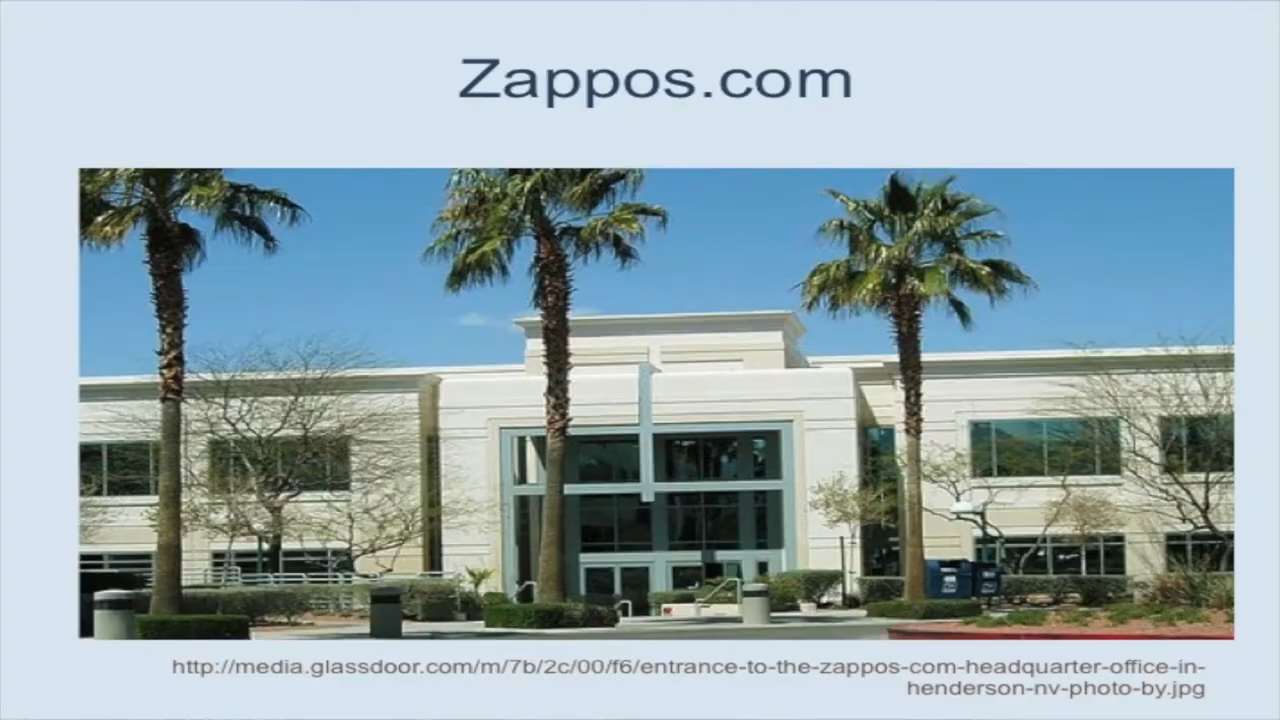 Zappos.com
http://media.glassdoor.com/m/7b/2c/00/f6/entrance-to-the-zappos-com-headquarter-office-in-
henderson-nv-photo-by.jpg